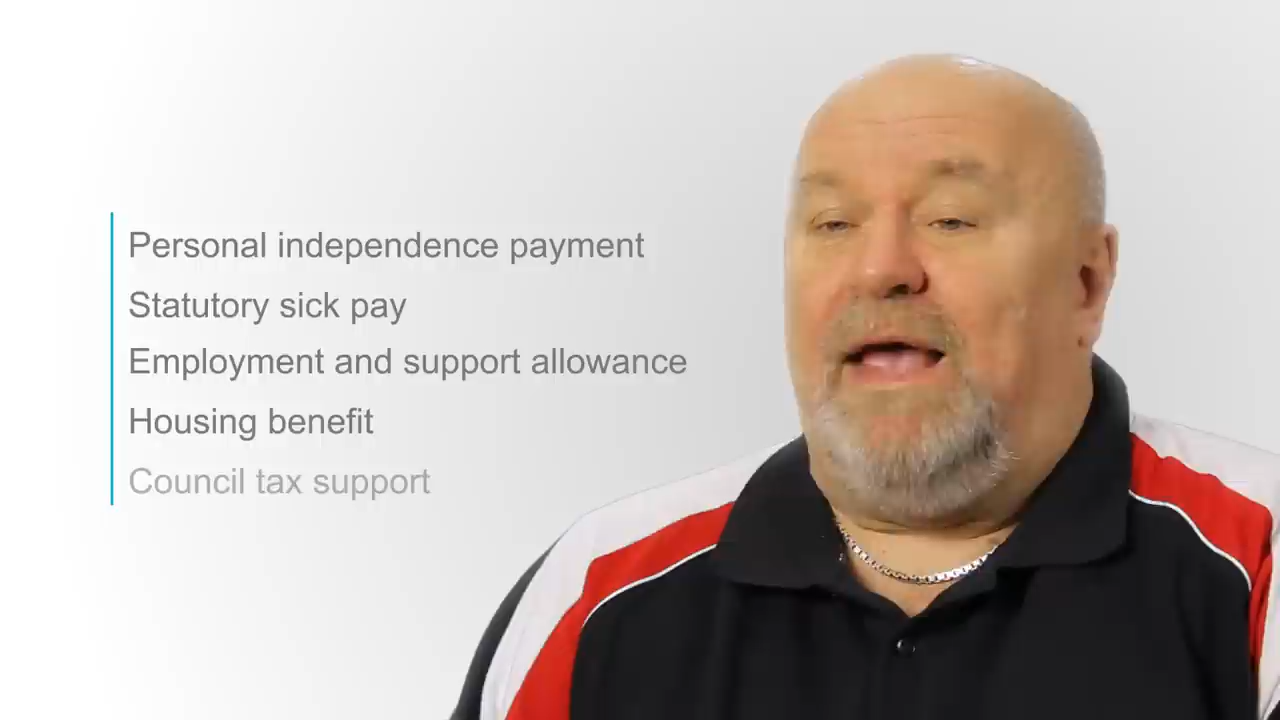 Personal independence payment
Statutory sick pay
Employment and support allowance
Housing benefit
Council tax support